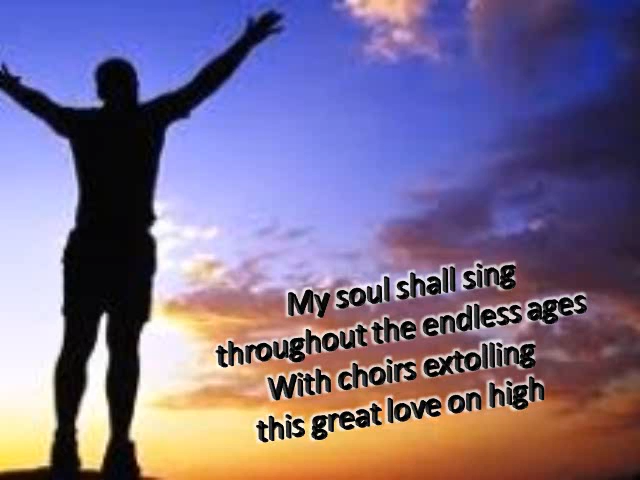 My soul shall sing
throughout the endless ages
With choirs extolling
this great love on high